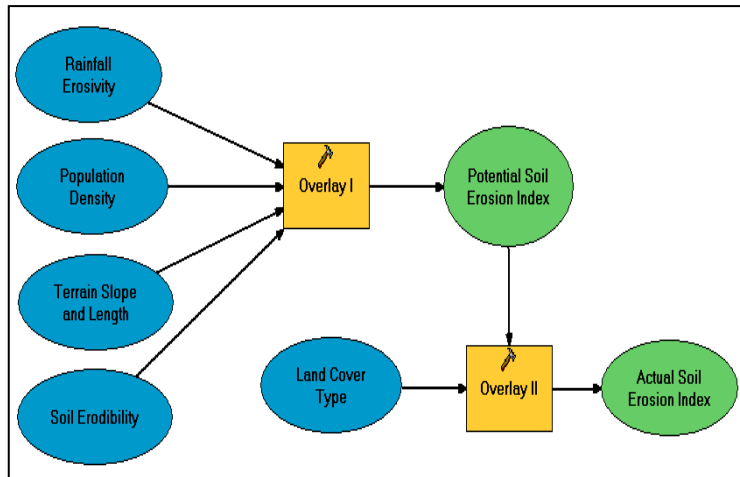 Rainfall
Erosivity
Population
Density
Overlay I
Potential Soil
Erosion Index
Terrain Slope
and Length
Land Cover
Type
Overlay II
Actual Soil
Erosion Index
Soil Erodibility